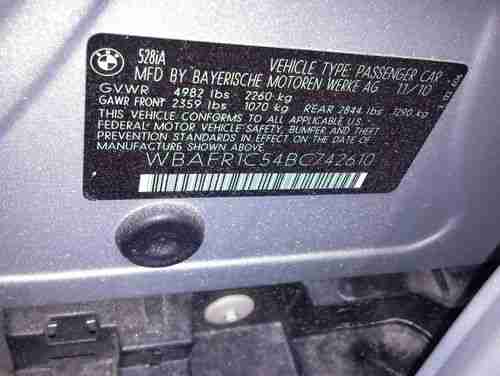 BMW
528iA
VEHICLE TYPE: PASSENGER CAR
MFD BY BAYERISCHE MOTOREN WERKE AG 11/10
GVWR 4982 lbs 2260 kg
GAWR FRONT 2359 lbs 1070 kg REAR 2844 lbs 1290 kg
THIS VEHICLE CONFORMS TO ALL APPLICABLE
FEDERAL MOTOR VEHICLE SAFETY, BUMPER AND THEFT
PREVENTION STANDARDS IN EFFECT ON THE DATE OF
MANUFACTURE SHOWN ABOVE.
WBAFR1C54BC742610